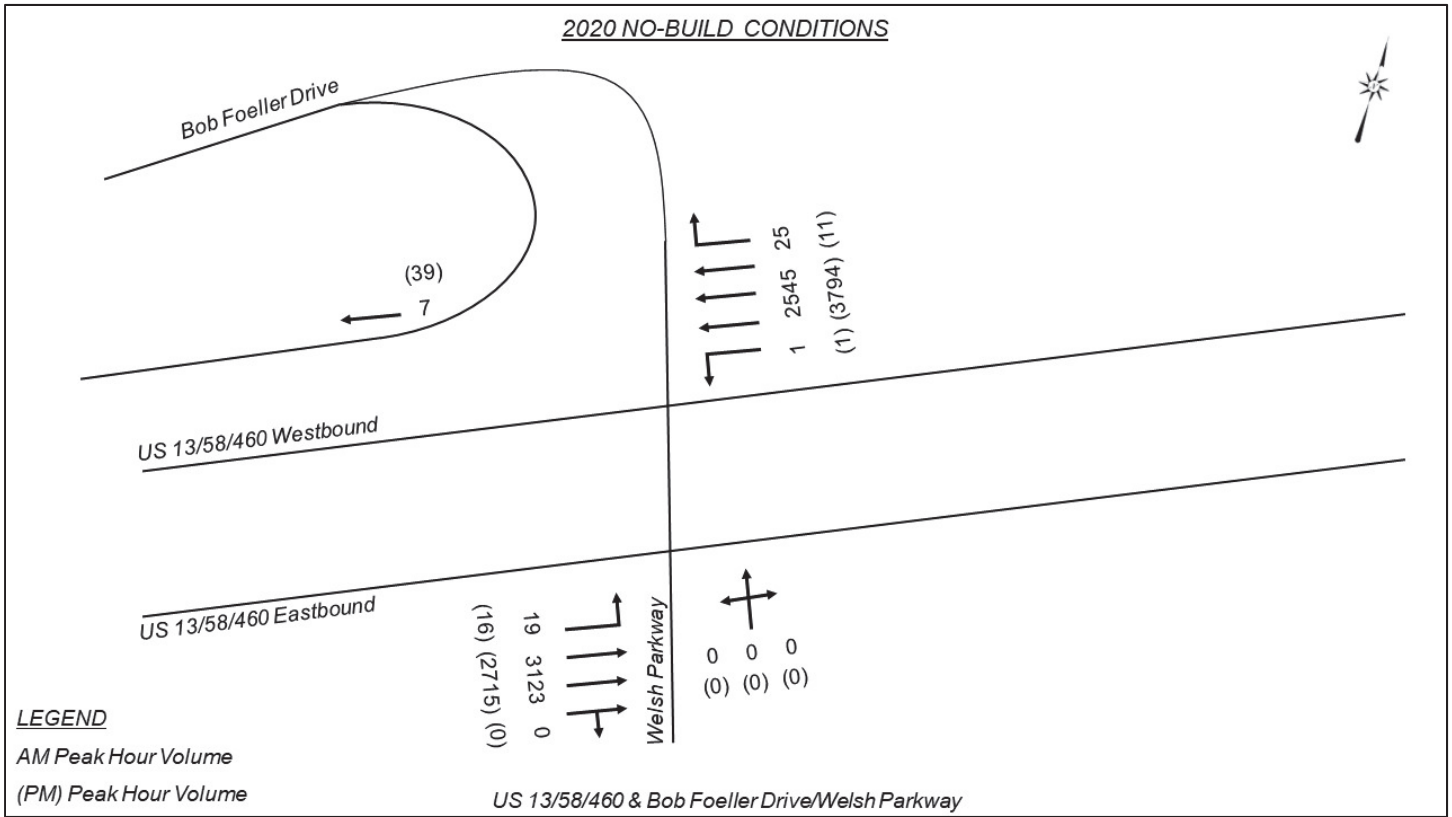 2020 NO-BUILD CONDITIONS
Bob Foeller Drive
(39)
7
25
2545
1
(11)
(3794)
(1)
US 13/58/460 Westbound
US 13/58/460 Eastbound
19 3123 0
(16) (2715) (0)
Welsh Parkway
0 0 0
(0) (0) (0)
LEGEND
AM Peak Hour Volume
(PM) Peak Hour Volume
US 13/58/460 & Bob Foeller Drive/Welsh Parkway